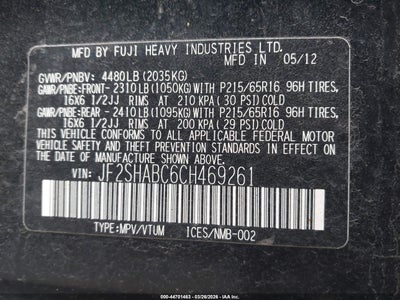 MFD BY FUJI HEAVY INDUSTRIES LTD.
MFD IN 05/12
GVWR/PNBV: 4480LB (2035KG)
GAWR/PNBE:FRONT- 2310LB (1050KG)WITH P215/65R16 96H TIRES,
16X6 1/2JJ RIMS AT 210 KPA (30 PSI)COLD
GAWR/PNBE:REAR - 2410LB (1095KG)WITH P215/65R16 96H TIRES,
16X6 1/2JJ RIMS AT 200 KPA (29 PSI)COLD
THIS VEHICLE CONFORMS TO ALL APPLICABLE FEDERAL MOTOR
VEHICLE SAFETY, BUMPER, AND THEFT PREVENTION STANDARDS IN
EFFECT ON THE DATE OF MANUFACTURE SHOWN ABOVE.
VIN: JF2SHABC6CH469261
TYPE:MPV/VTUM ICES/NMB-002
000-44701463 - 03/26/2026 - IAA, Inc.